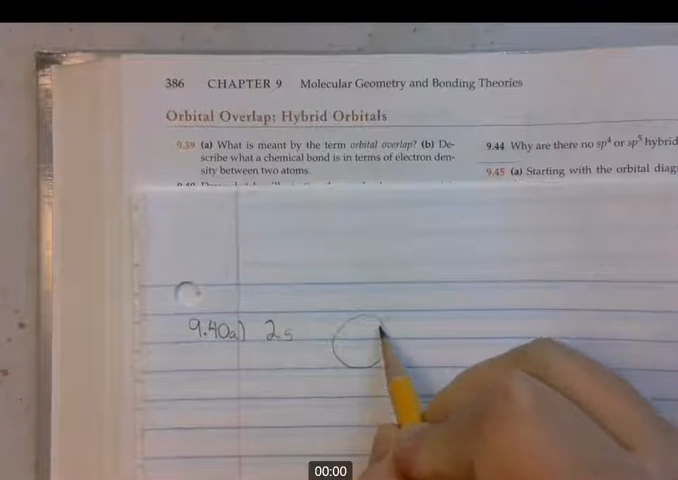 386 CHAPTER 9 Molecular Geometry and Bonding Theories
Orbital Overlap; Hybrid Orbitals
9.39 (a) What is meant by the term orbital overlap? (b) De-
scribe what a chemical bond is in terms of electron den-
sity between two atoms.
9.44 Why are there no sp⁴ or sp⁵ hybrid
9.45 (a) Starting with the orbital diag
9.40a) 2s
00:00